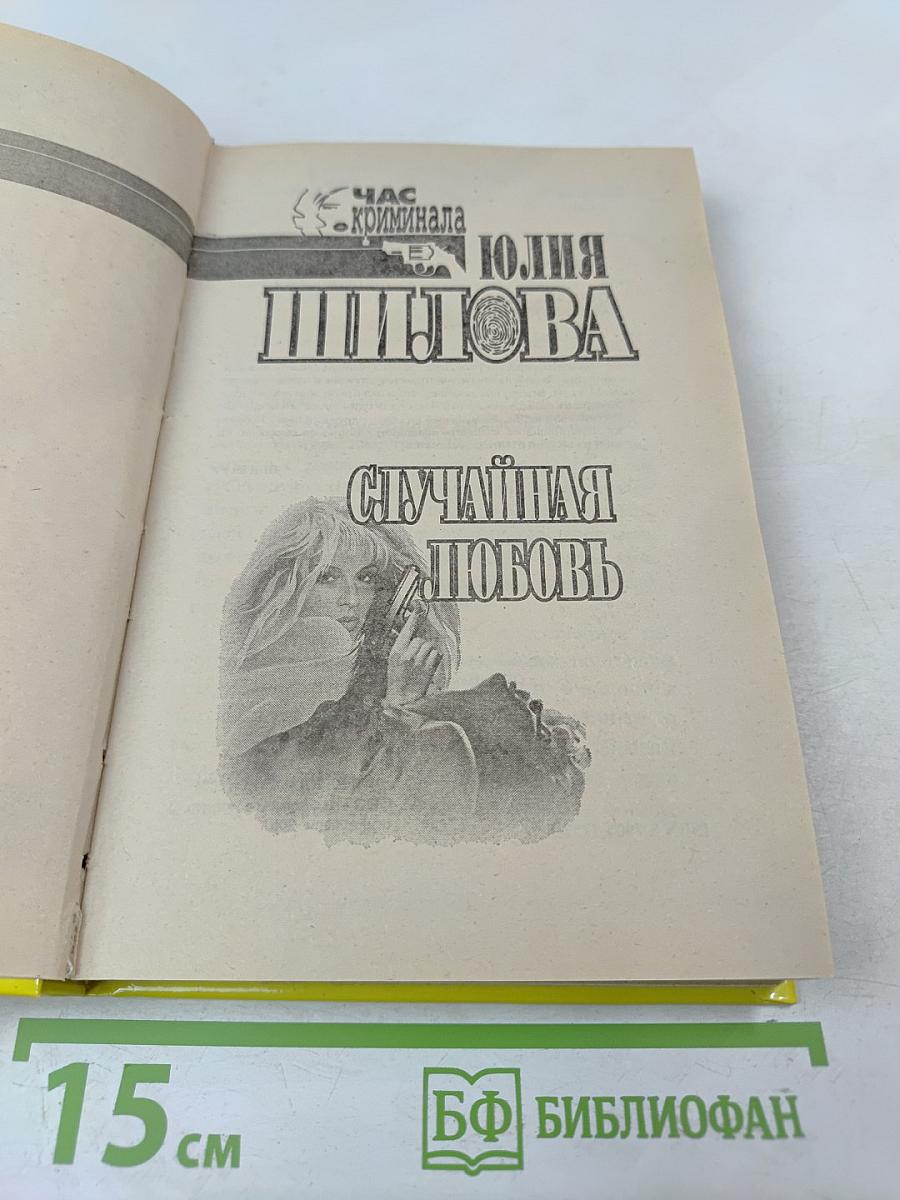 ЧАС
криминала
ЮЛИЯ
ШИЛОВА
СЛУЧАЙНАЯ
ЛЮБОВЬ
15 см
БФ БИБЛИОФАН